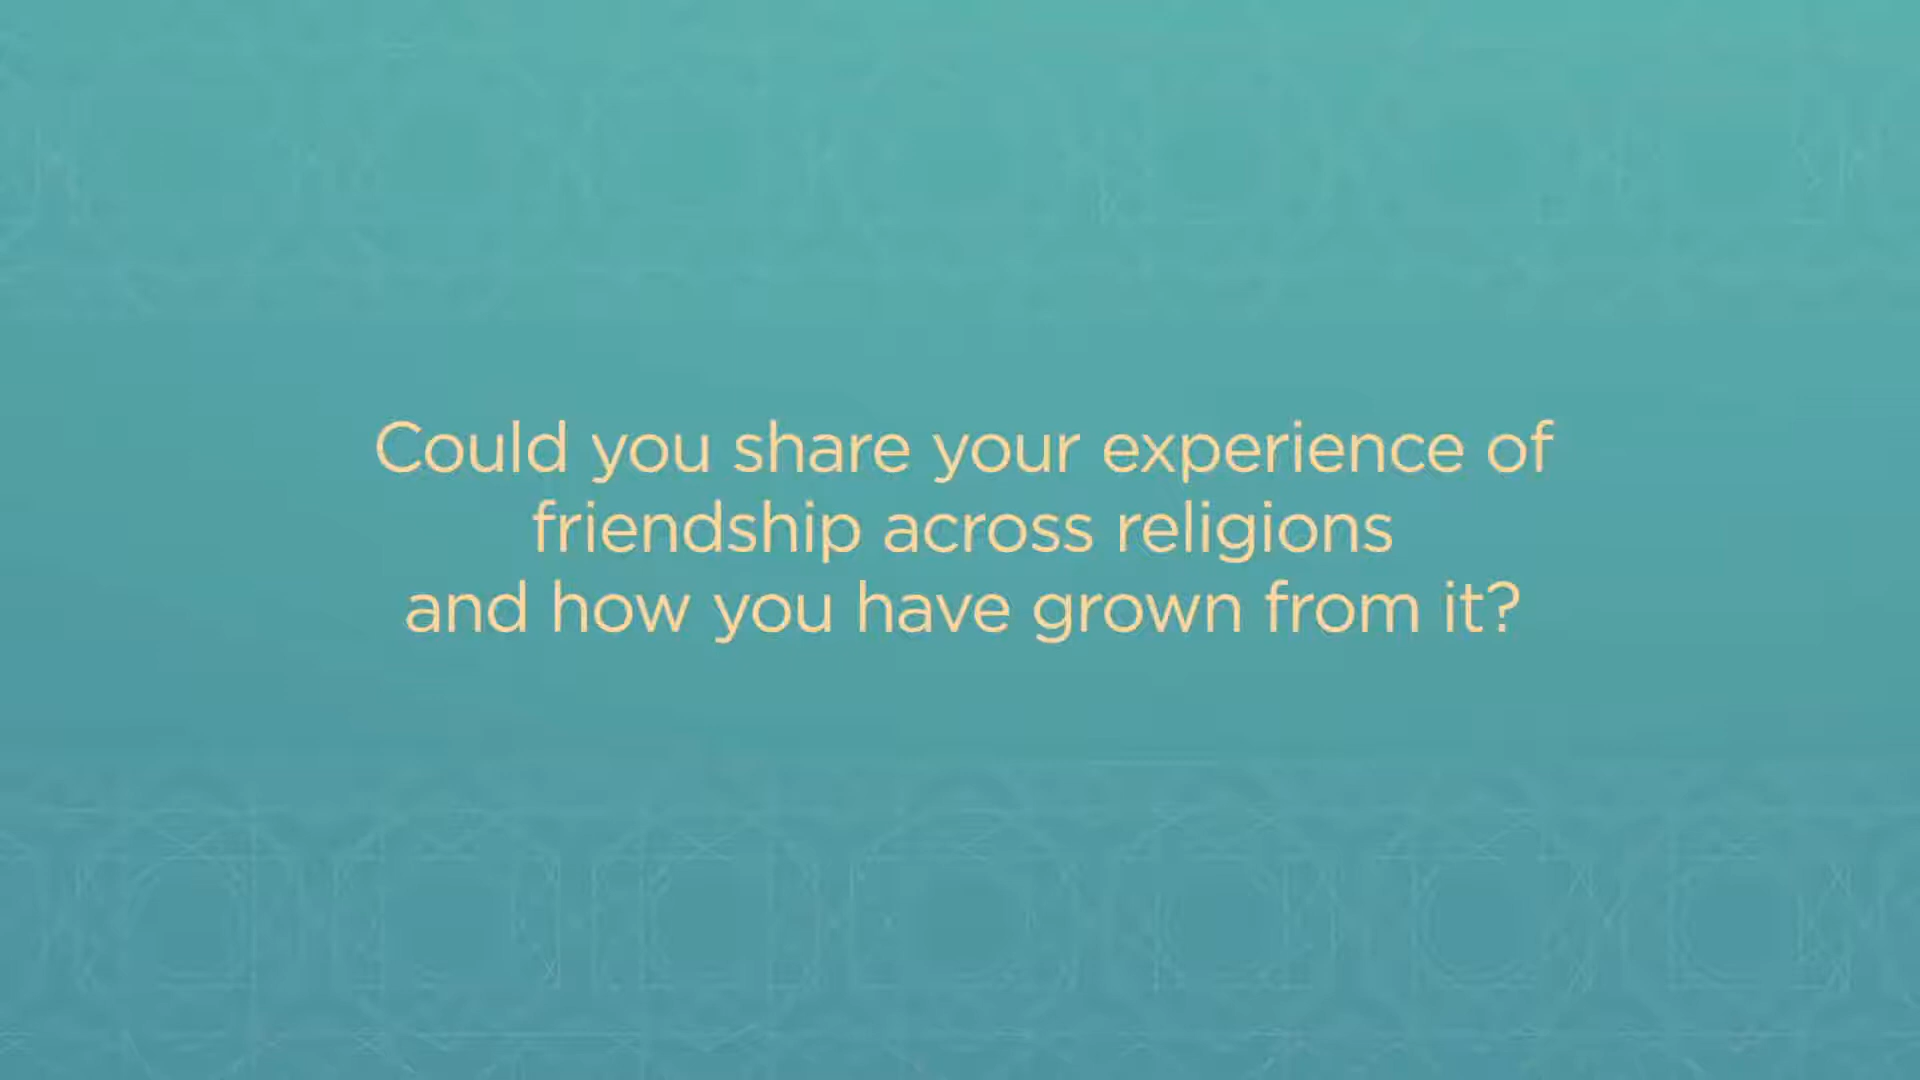 Could you share your experience of
friendship across religions
and how you have grown from it?